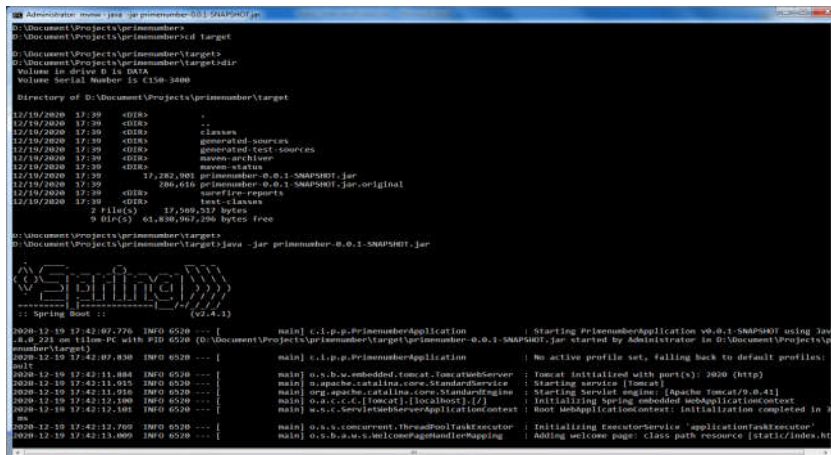 Administrator: mvnw - java -jar primenumber-0.0.1-SNAPSHOT.jar
D:\Document\Projects\primenumber>
D:\Document\Projects\primenumber>cd target
D:\Document\Projects\primenumber\target>
D:\Document\Projects\primenumber\target>dir
Volume in drive D is DATA
Volume Serial Number is C150-3400
Directory of D:\Document\Projects\primenumber\target
12/19/2020 17:39 <DIR> .
12/19/2020 17:39 <DIR> ..
12/19/2020 17:39 <DIR> classes
12/19/2020 17:39 <DIR> generated-sources
12/19/2020 17:39 <DIR> generated-test-sources
12/19/2020 17:39 <DIR> maven-archiver
12/19/2020 17:39 <DIR> maven-status
12/19/2020 17:39 17,282,901 primenumber-0.0.1-SNAPSHOT.jar
12/19/2020 17:39 286,616 primenumber-0.0.1-SNAPSHOT.jar.original
12/19/2020 17:39 <DIR> surefire-reports
12/19/2020 17:39 <DIR> test-classes
2 File(s) 17,569,517 bytes
9 Dir(s) 61,830,967,296 bytes free
D:\Document\Projects\primenumber\target>
D:\Document\Projects\primenumber\target>java -jar primenumber-0.0.1-SNAPSHOT.jar
Spring
:: Spring Boot :: (v2.4.1)
2020-12-19 17:42:07.776 INFO 6520 --- [ main] c.i.p.p.PrimenumberApplication : Starting PrimenumberApplication v0.0.1-SNAPSHOT using Jav
.8.0_221 on tilom-PC with PID 6520 (D:\Document\Projects\primenumber\target\primenumber-0.0.1-SNAPSHOT.jar started by Administrator in D:\Document\Projects\p
enumber\target)
2020-12-19 17:42:07.830 INFO 6520 --- [ main] c.i.p.p.PrimenumberApplication : No active profile set, falling back to default profiles:
ault
2020-12-19 17:42:11.884 INFO 6520 --- [ main] o.s.b.w.embedded.tomcat.TomcatWebServer : Tomcat initialized with port(s): 2020 (http)
2020-12-19 17:42:11.915 INFO 6520 --- [ main] o.apache.catalina.core.StandardService : Starting service [Tomcat]
2020-12-19 17:42:11.916 INFO 6520 --- [ main] org.apache.catalina.core.StandardEngine : Starting Servlet engine: [Apache Tomcat/9.0.41]
2020-12-19 17:42:12.100 INFO 6520 --- [ main] o.a.c.c.C.[Tomcat].[localhost].[/] : Initializing Spring embedded WebApplicationContext
2020-12-19 17:42:12.101 INFO 6520 --- [ main] w.s.c.ServletWebServerApplicationContext : Root WebApplicationContext: initialization completed in 3
ms
2020-12-19 17:42:12.769 INFO 6520 --- [ main] o.s.s.concurrent.ThreadPoolTaskExecutor : Initializing ExecutorService 'applicationTaskExecutor'
2020-12-19 17:42:13.009 INFO 6520 --- [ main] o.s.b.a.w.s.WelcomePageHandlerMapping : Adding welcome page: class path resource [static/index.ht